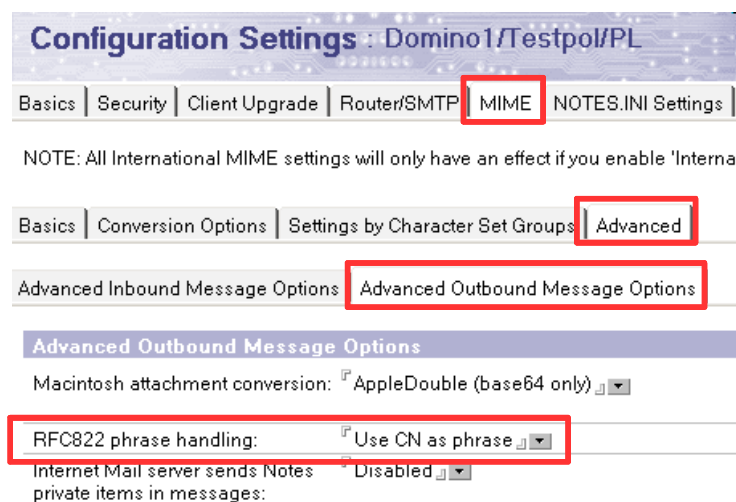 Configuration Settings : Domino1/Testpol/PL
Basics Security Client Upgrade Router/SMTP MIME NOTES.INI Settings
NOTE: All International MIME settings will only have an effect if you enable 'Interna
Basics Conversion Options Settings by Character Set Groups Advanced
Advanced Inbound Message Options Advanced Outbound Message Options
Advanced Outbound Message Options
Macintosh attachment conversion: AppleDouble (base64 only)
RFC822 phrase handling: Use CN as phrase
Internet Mail server sends Notes Disabled
private items in messages: